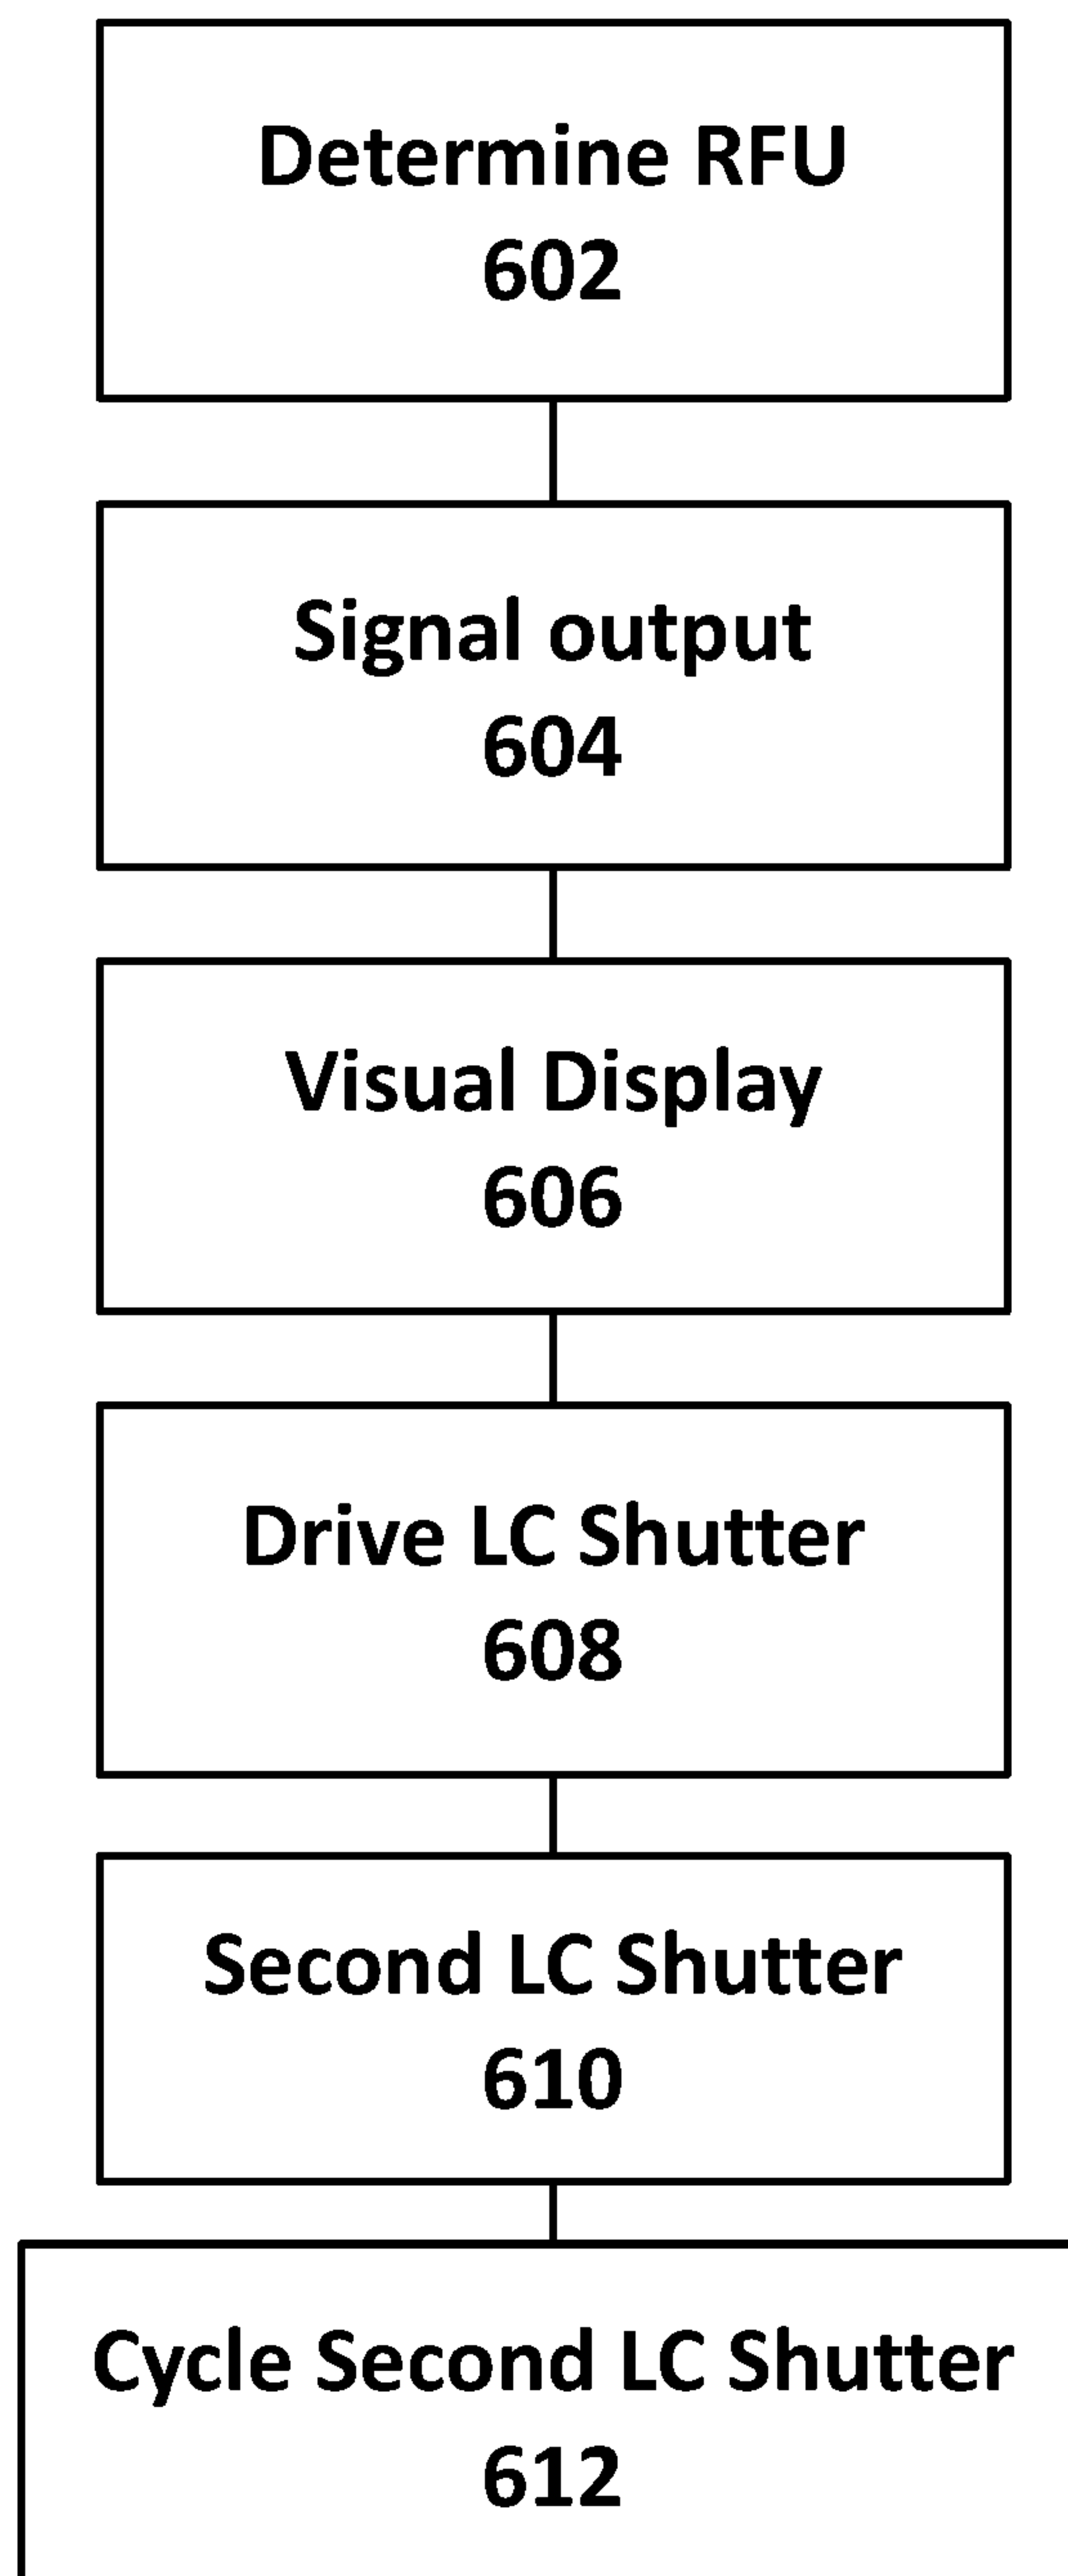 Determine RFU
602
Signal output
604
Visual Display
606
Drive LC Shutter
608
Second LC Shutter
610
Cycle Second LC Shutter
612